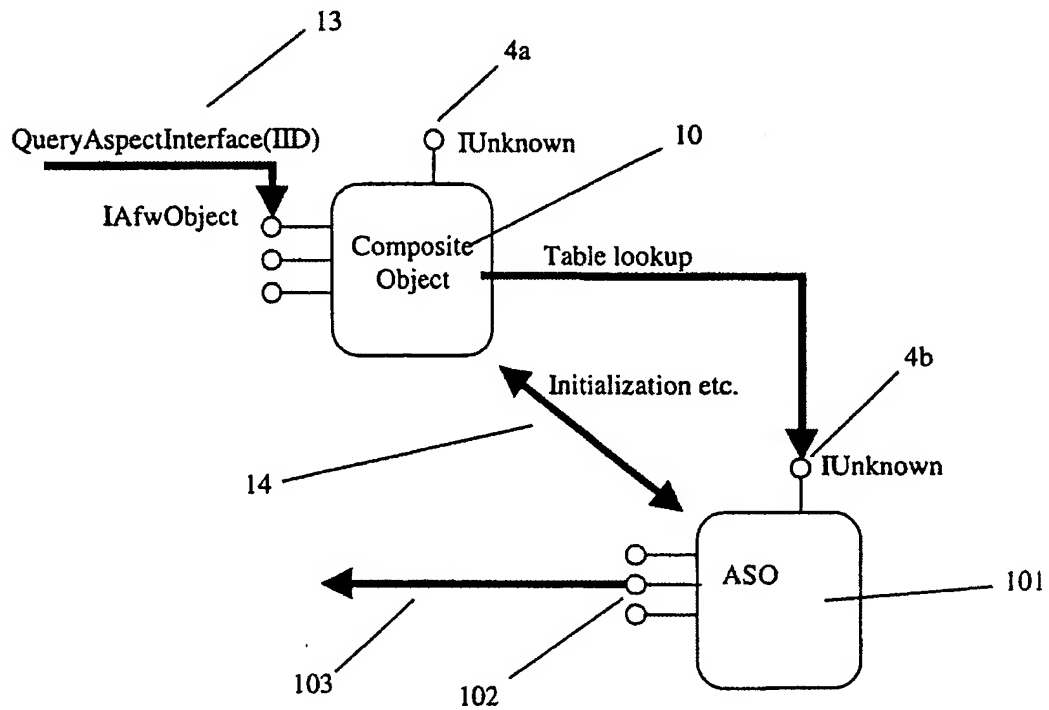 13
4a
QueryAspectInterface(IID)
IUnknown
10
IAfwObject
Composite
Object
Table lookup
4b
Initialization etc.
14
IUnknown
ASO
101
103
102